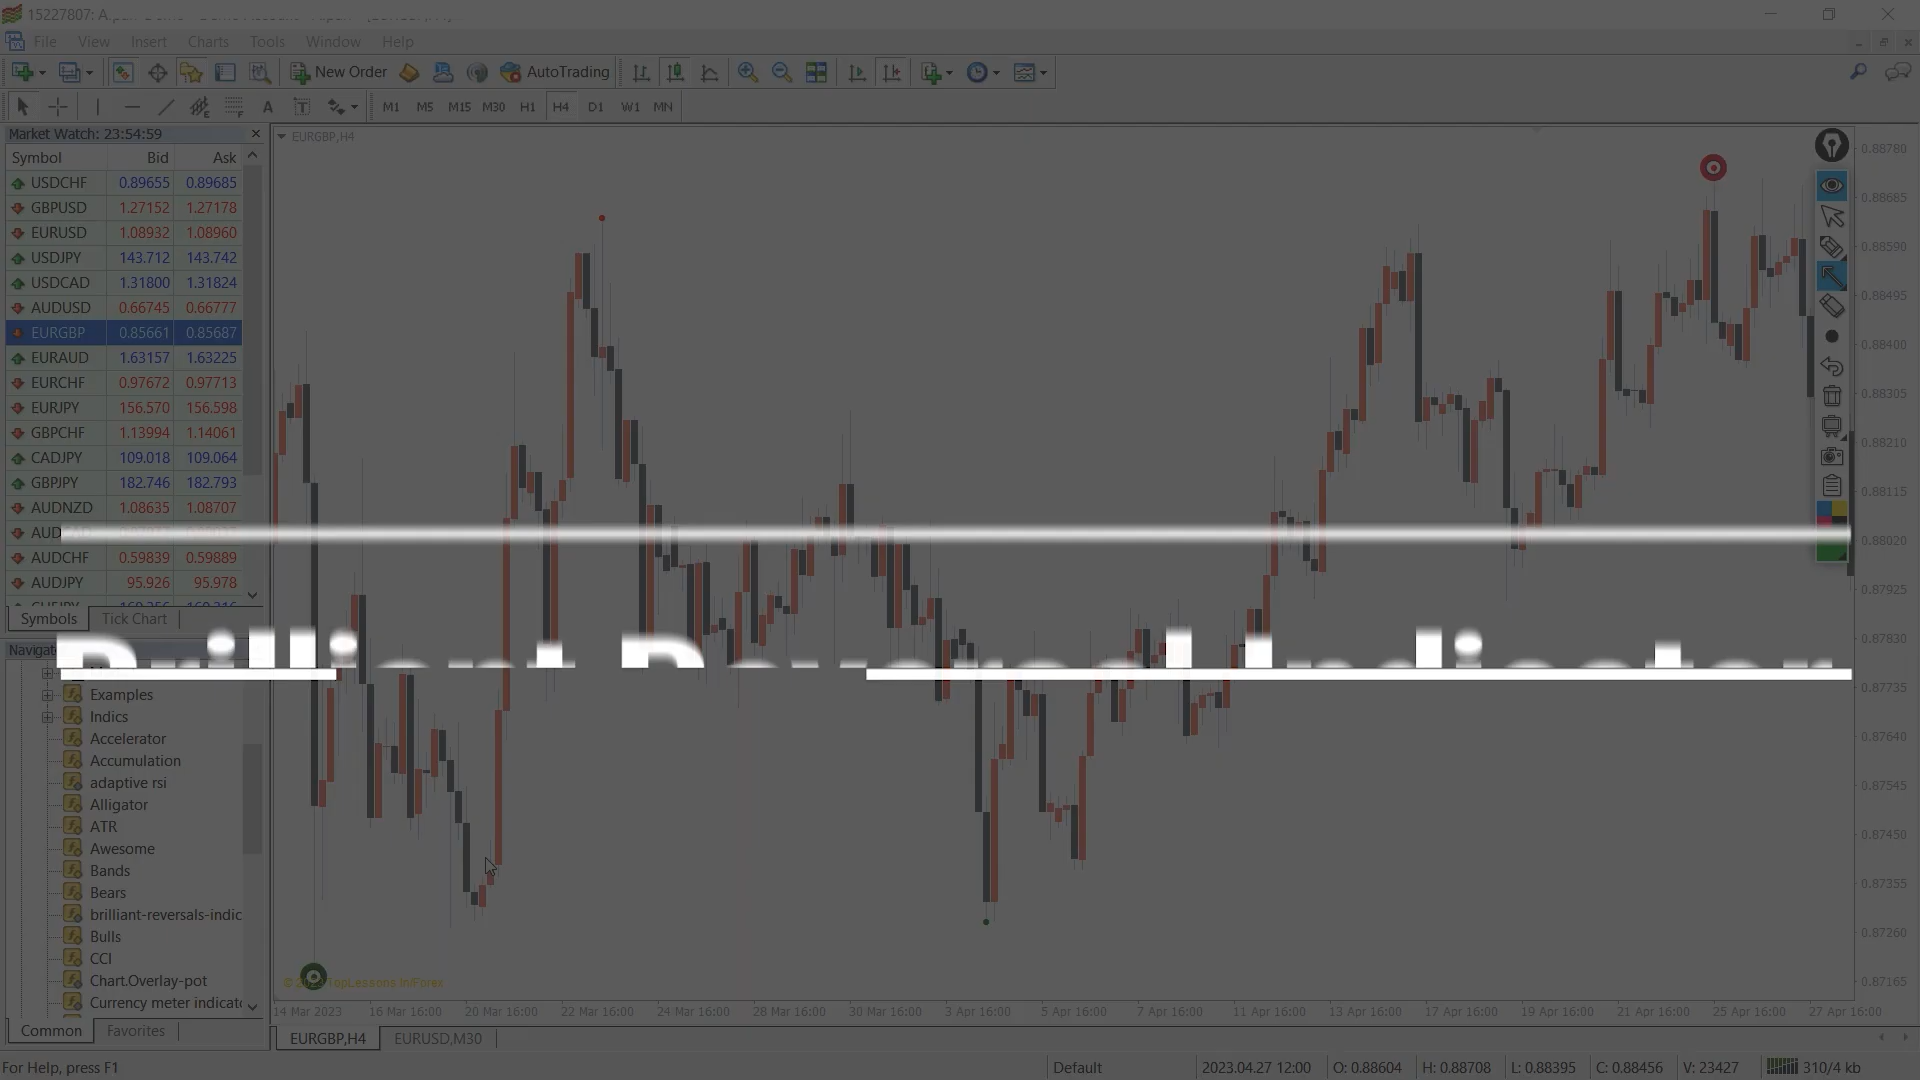 15227807: A
File View Insert Charts Tools Window Help
New Order AutoTrading
A T M1 M5 M15 M30 H1 H4 D1 W1 MN
Market Watch: 23:54:59
Symbol Bid Ask
USDCHF 0.89655 0.89685
GBPUSD 1.27152 1.27178
EURUSD 1.08932 1.08960
USDJPY 143.712 143.742
USDCAD 1.31800 1.31824
AUDUSD 0.66745 0.66777
EURGBP 0.85661 0.85687
EURAUD 1.63157 1.63225
EURCHF 0.97672 0.97713
EURJPY 156.570 156.598
GBPCHF 1.13994 1.14061
CADJPY 109.018 109.064
GBPJPY 182.746 182.793
AUDNZD 1.08635 1.08707
AUDCHF 0.59839 0.59889
AUDJPY 95.926 95.978
Symbols Tick Chart
Examples
Indics
Accelerator
Accumulation
adaptive rsi
Alligator
ATR
Awesome
Bands
Bears
brilliant-reversals-indic
Bulls
CCI
Chart.Overlay-pot
Currency meter indicato
Common Favorites
EURGBP,H4
0.88780
0.88685
0.88590
0.88495
0.88400
0.88305
0.88210
0.88115
0.88020
0.87925
0.87830
0.87735
0.87640
0.87545
0.87450
0.87355
0.87260
0.87165
14 Mar 2023 16 Mar 16:00 20 Mar 16:00 22 Mar 16:00 24 Mar 16:00 28 Mar 16:00 30 Mar 16:00 3 Apr 16:00 5 Apr 16:00 7 Apr 16:00 11 Apr 16:00 13 Apr 16:00 17 Apr 16:00 19 Apr 16:00 21 Apr 16:00 25 Apr 16:00 27 Apr 16:00
EURGBP,H4 EURUSD,M30
For Help, press F1 Default 2023.04.27 12:00 O: 0.88604 H: 0.88708 L: 0.88395 C: 0.88456 V: 23427 310/4 kb